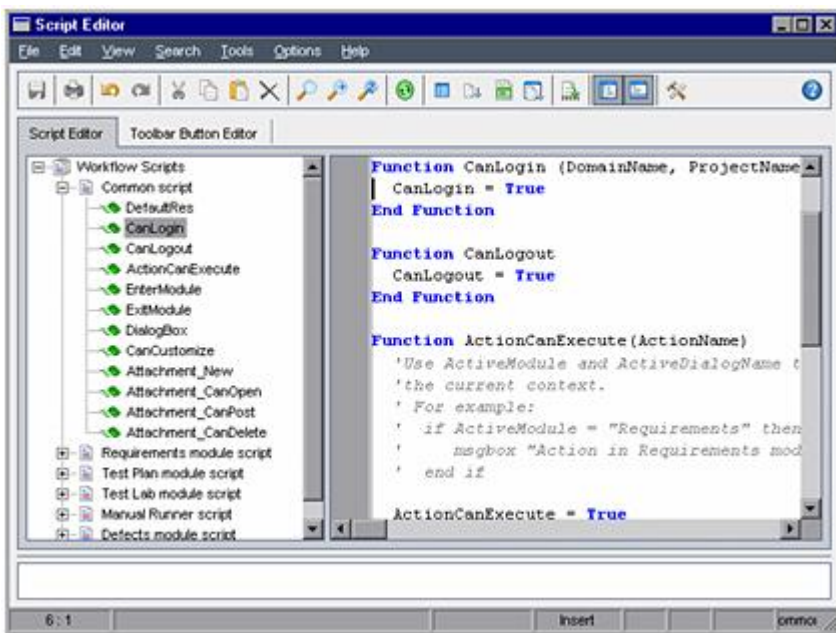 Script Editor
File Edit View Search Tools Options Help
Script Editor Toolbar Button Editor
Workflow Scripts
Common script
DefaultRes
CanLogin
CanLogout
ActionCanExecute
EnterModule
ExitModule
DialogBox
CanCustomize
Attachment_New
Attachment_CanOpen
Attachment_CanPost
Attachment_CanDelete
Requirements module script
Test Plan module script
Test Lab module script
Manual Runner script
Defects module script
Function CanLogin (DomainName, ProjectName
CanLogin = True
End Function
Function CanLogout
CanLogout = True
End Function
Function ActionCanExecute(ActionName)
'Use ActiveModule and ActiveDialogName t
'the current context.
' For example:
' if ActiveModule = "Requirements" then
' msgbox "Action in Requirements mod
' end if
ActionCanExecute = True
6:1 Insert ommo